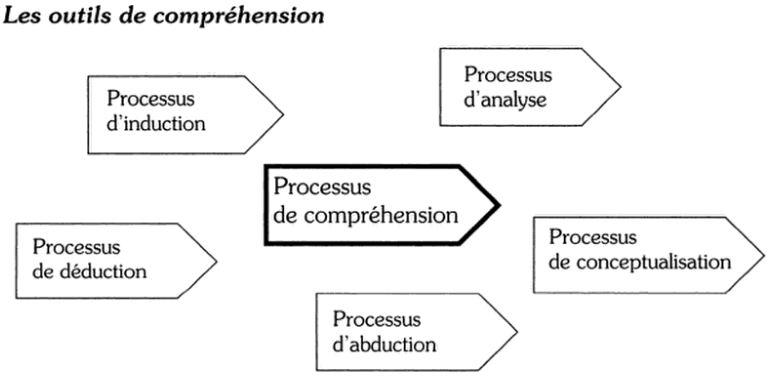 Les outils de compréhension
Processus
d'induction
Processus
d'analyse
Processus
de compréhension
Processus
de déduction
Processus
de conceptualisation
Processus
d'abduction